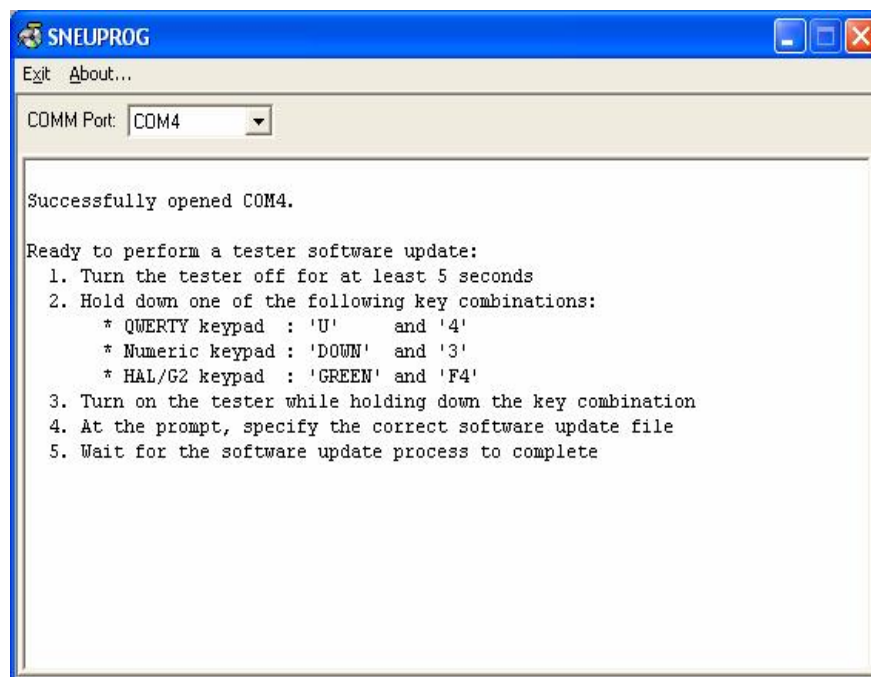 SNEUPROG
Exit About...
COMM Port: COM4
Successfully opened COM4.
Ready to perform a tester software update:
1. Turn the tester off for at least 5 seconds
2. Hold down one of the following key combinations:
* QWERTY keypad : 'U' and '4'
* Numeric keypad : 'DOWN' and '3'
* HAL/G2 keypad : 'GREEN' and 'F4'
3. Turn on the tester while holding down the key combination
4. At the prompt, specify the correct software update file
5. Wait for the software update process to complete